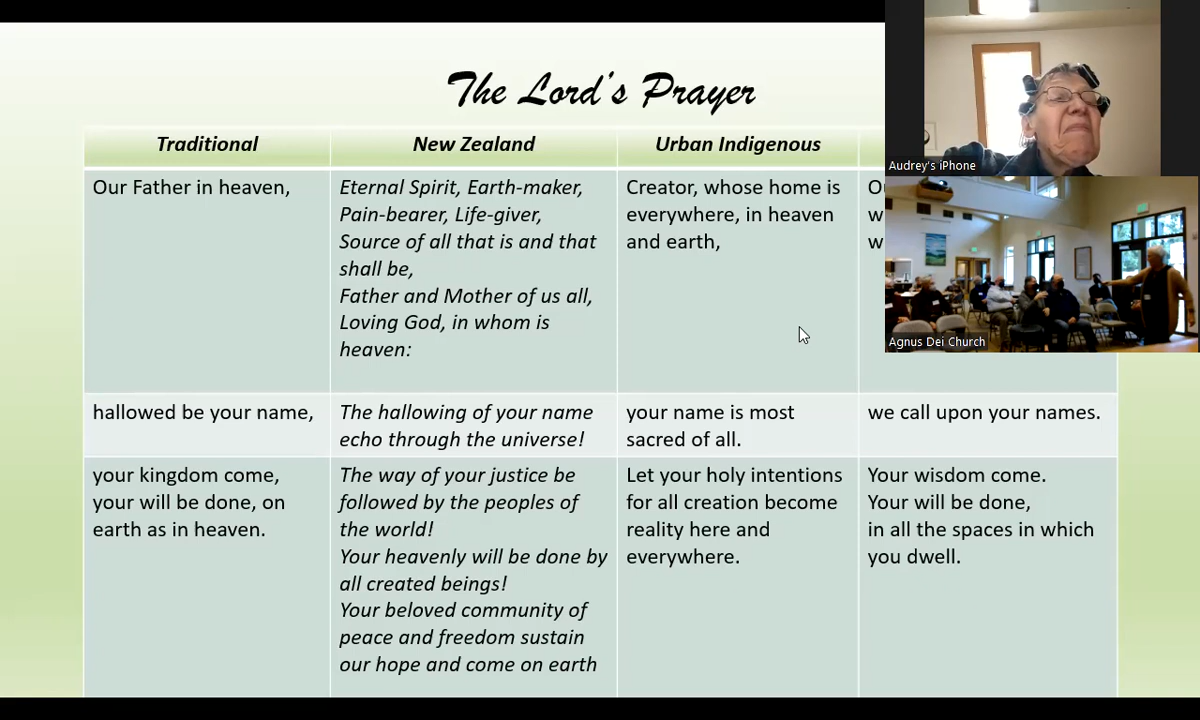 The Lord's Prayer
Traditional
New Zealand
Urban Indigenous
Our Father in heaven,
Eternal Spirit, Earth-maker,
Pain-bearer, Life-giver,
Source of all that is and that
shall be,
Father and Mother of us all,
Loving God, in whom is
heaven:
Creator, whose home is
everywhere, in heaven
and earth,
hallowed be your name,
The hallowing of your name
echo through the universe!
your name is most
sacred of all.
we call upon your names.
your kingdom come,
your will be done, on
earth as in heaven.
The way of your justice be
followed by the peoples of
the world!
Your heavenly will be done by
all created beings!
Your beloved community of
peace and freedom sustain
our hope and come on earth
Let your holy intentions
for all creation become
reality here and
everywhere.
Your wisdom come.
Your will be done,
in all the spaces in which
you dwell.
Audrey's iPhone
Agnus Dei Church